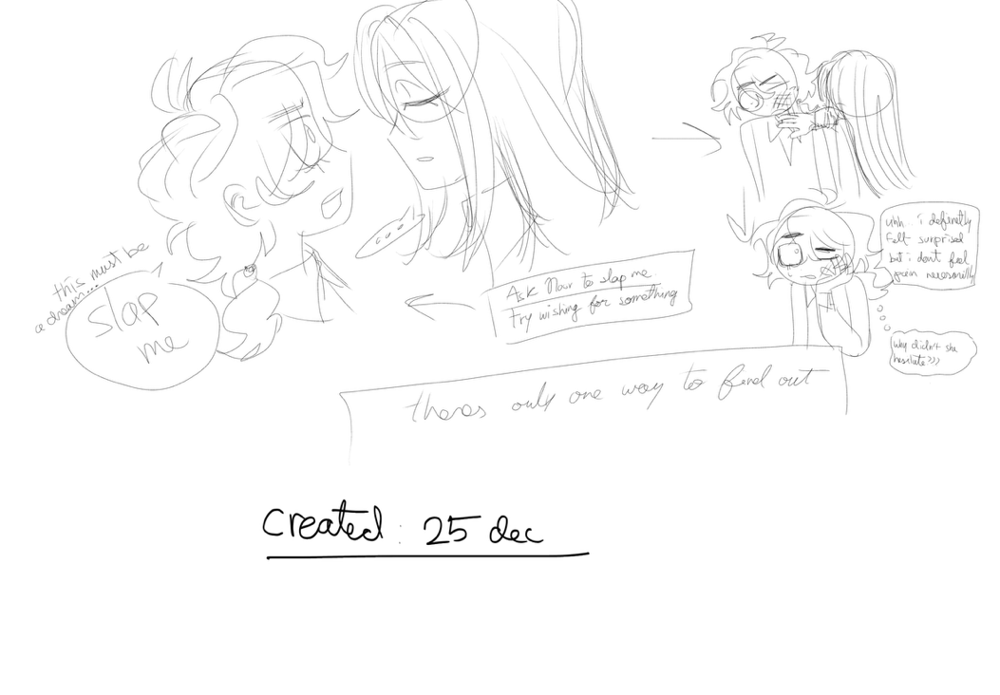 this must be
a dream...
slap
me
Ask Nour to slap me
Try wishing for something
uhh... i definetly
felt surprised
but i dont feel
pain necessarilly
why didn't she
hesitate???
theres only one way to find out
Created: 25 dec